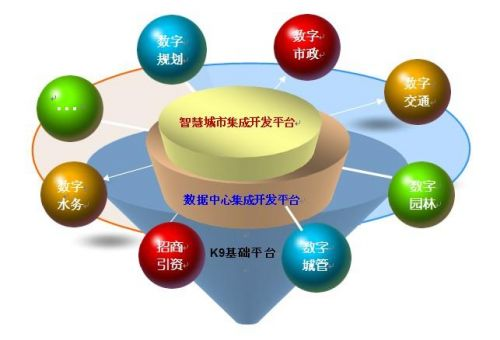 数字
规划
数字
市政
数字
交通
...
智慧城市集成开发平台
数据中心集成开发平台
数字
水务
数字
园林
招商
引资
K9基础平台
数字
城管